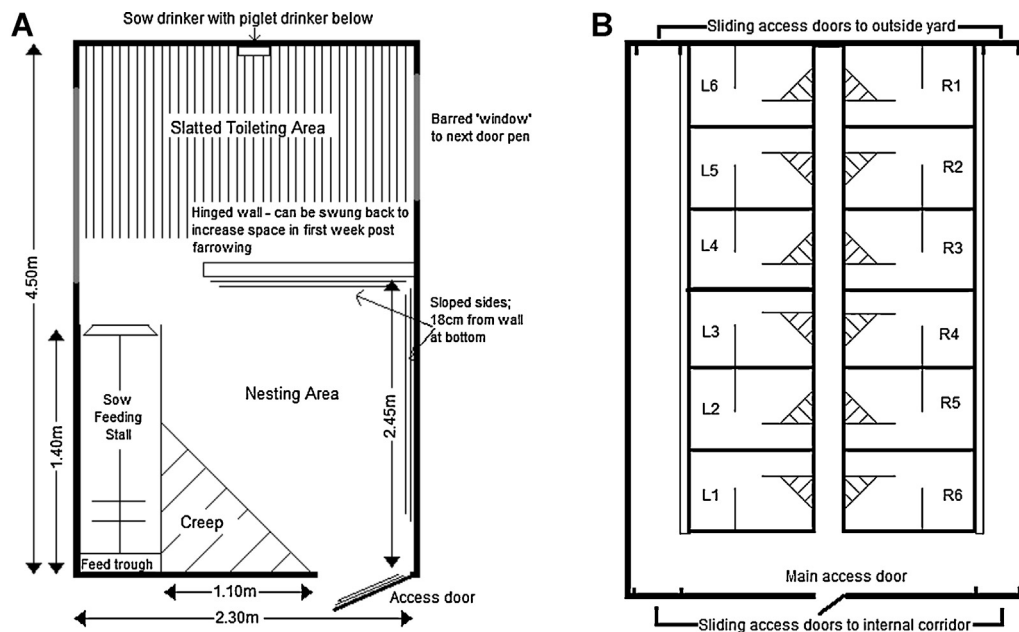 A
Sow drinker with piglet drinker below
Slatted Toileting Area
Barred 'window'
to next door pen
Hinged wall - can be swung back to
increase space in first week post
farrowing
4.50m
Sloped sides;
18cm from wall
at bottom
Nesting Area
2.45m
1.40m
Sow
Feeding
Stall
Creep
Feed trough
1.10m
Access door
2.30m
B
Sliding access doors to outside yard
L6
R1
L5
R2
L4
R3
L3
R4
L2
R5
L1
R6
Main access door
Sliding access doors to internal corridor